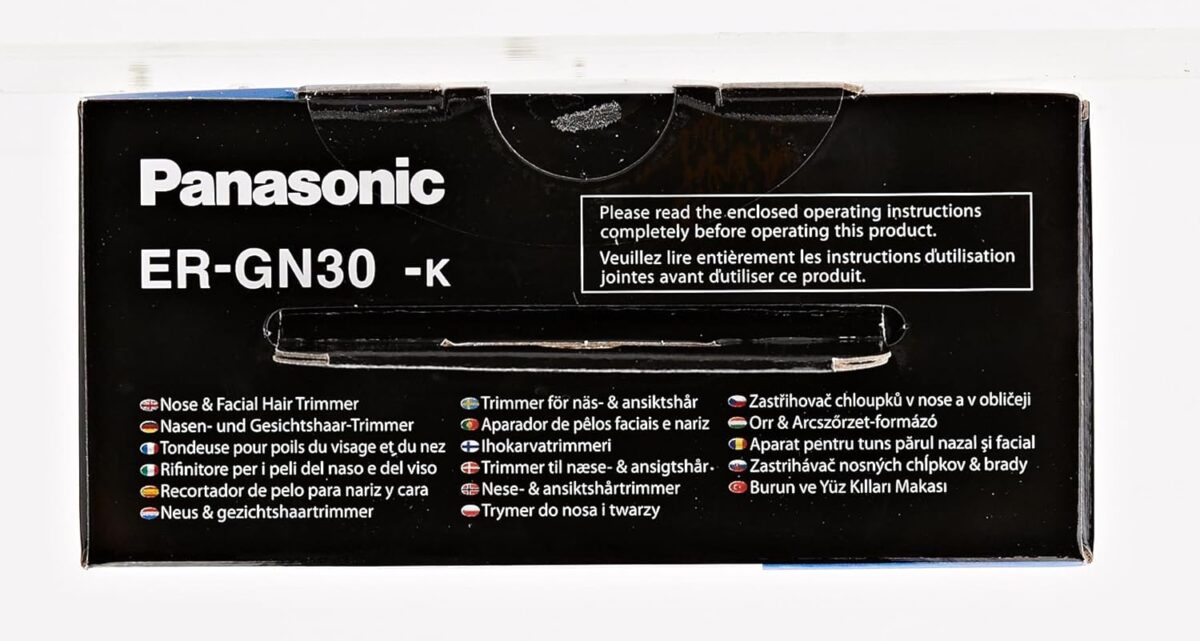 Panasonic
ER-GN30 -K
Please read the enclosed operating instructions
completely before operating this product.
Veuillez lire entièrement les instructions d'utilisation
jointes avant d'utiliser ce produit.
Nose & Facial Hair Trimmer
Nasen- und Gesichtshaar-Trimmer
Tondeuse pour poils du visage et du nez
Rifinitore per i peli del naso e del viso
Recortador de pelo para nariz y cara
Neus & gezichtshaartrimmer
Trimmer för näs- & ansiktshår
Aparador de pêlos faciais e nariz
Ihokarvatrimmeri
Trimmer til næse- & ansigtshår
Nese- & ansiktshårtrimmer
Trymer do nosa i twarzy
Zastřihovač chloupků v nose a v obličeji
Orr & Arcszőrzet-formázó
Aparat pentru tuns părul nazal și facial
Zastrihávač nosných chĺpkov & brady
Burun ve Yüz Kılları Makası